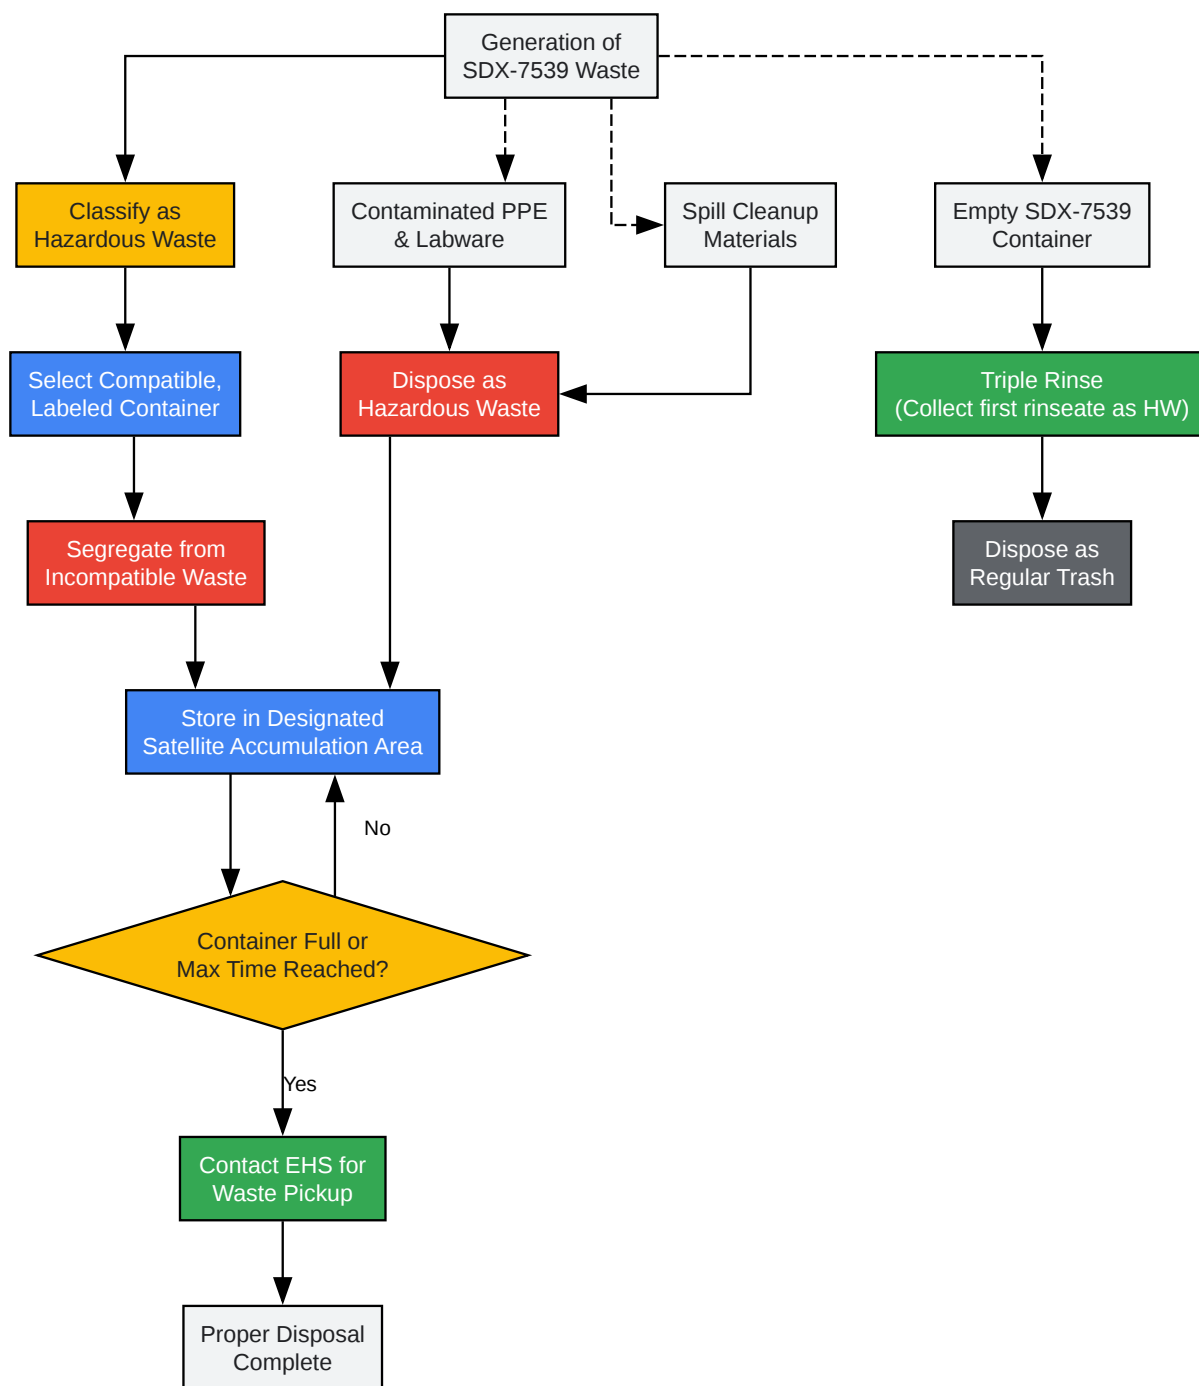 Generation of
SDX-7539 Waste
Classify as
Hazardous Waste
Contaminated PPE
& Labware
Spill Cleanup
Materials
Empty SDX-7539
Container
Select Compatible,
Labeled Container
Dispose as
Hazardous Waste
Triple Rinse
(Collect first rinseate as HW)
Segregate from
Incompatible Waste
Dispose as
Regular Trash
Store in Designated
Satellite Accumulation Area
No
Container Full or
Max Time Reached?
Yes
Contact EHS for
Waste Pickup
Proper Disposal
Complete